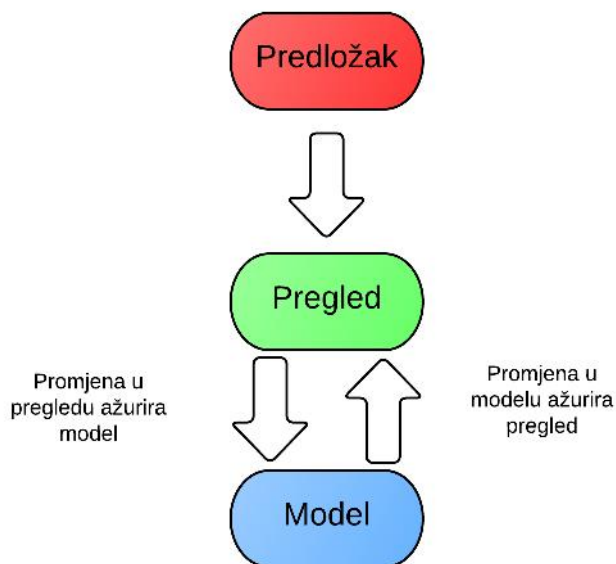 Predložak
Pregled
Promjena u
pregledu ažurira
model
Promjena u
modelu ažurira
pregled
Model